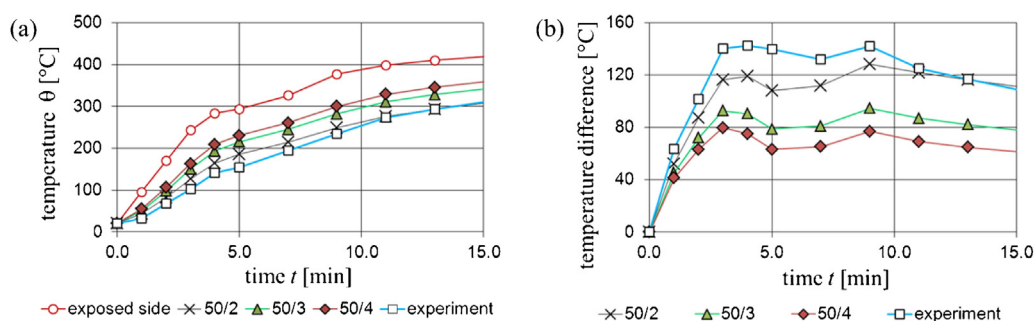 (a)
temperature θ [°C]
500
400
300
200
100
0
0.0 5.0 10.0 15.0
time t [min]
exposed side 50/2 50/3 50/4 experiment
(b)
temperature difference [°C]
160
120
80
40
0
0.0 5.0 10.0 15.0
time t [min]
50/2 50/3 50/4 experiment